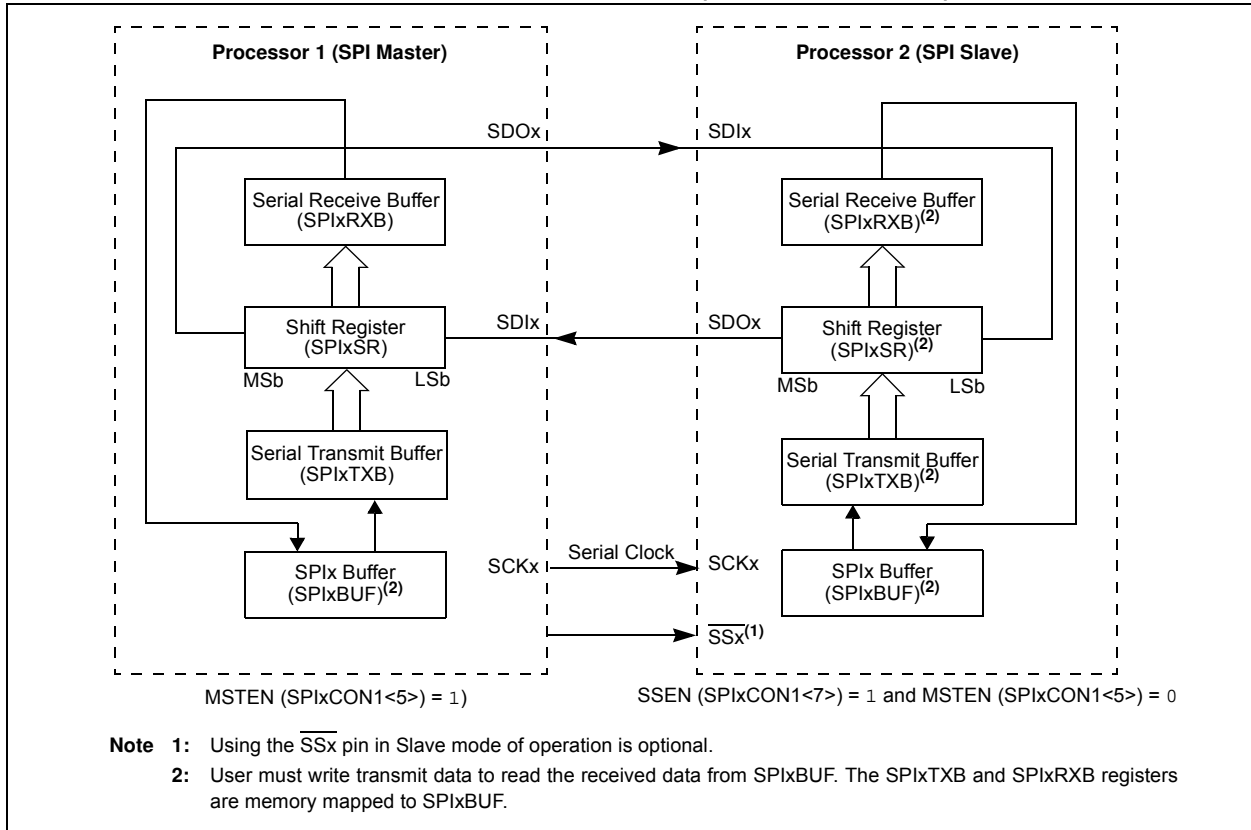 Processor 1 (SPI Master)
Processor 2 (SPI Slave)
SDOx
SDIx
Serial Receive Buffer
(SPIxRXB)
Serial Receive Buffer
(SPIxRXB)(2)
SDIx
SDOx
Shift Register
(SPIxSR)
Shift Register
(SPIxSR)(2)
MSb
LSb
MSb
LSb
Serial Transmit Buffer
(SPIxTXB)
Serial Transmit Buffer
(SPIxTXB)(2)
SPIx Buffer
(SPIxBUF)(2)
SCKx
Serial Clock
SCKx
SPIx Buffer
(SPIxBUF)(2)
SSx(1)
MSTEN (SPIxCON1<5>) = 1)
SSEN (SPIxCON1<7>) = 1 and MSTEN (SPIxCON1<5>) = 0
Note 1: Using the SSx pin in Slave mode of operation is optional.
2: User must write transmit data to read the received data from SPIxBUF. The SPIxTXB and SPIxRXB registers
are memory mapped to SPIxBUF.